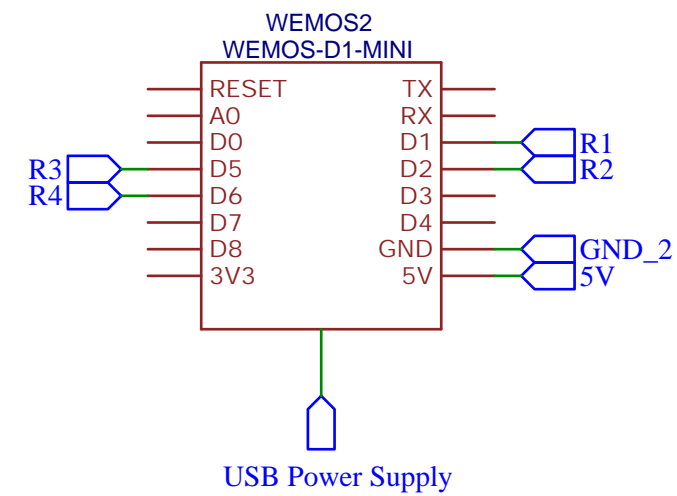 WEMOS2
WEMOS-D1-MINI
RESET TX
A0 RX
D0 D1 R1
R3 D5 D2 R2
R4 D6 D3
D7 D4
D8 GND GND_2
3V3 5V 5V
USB Power Supply